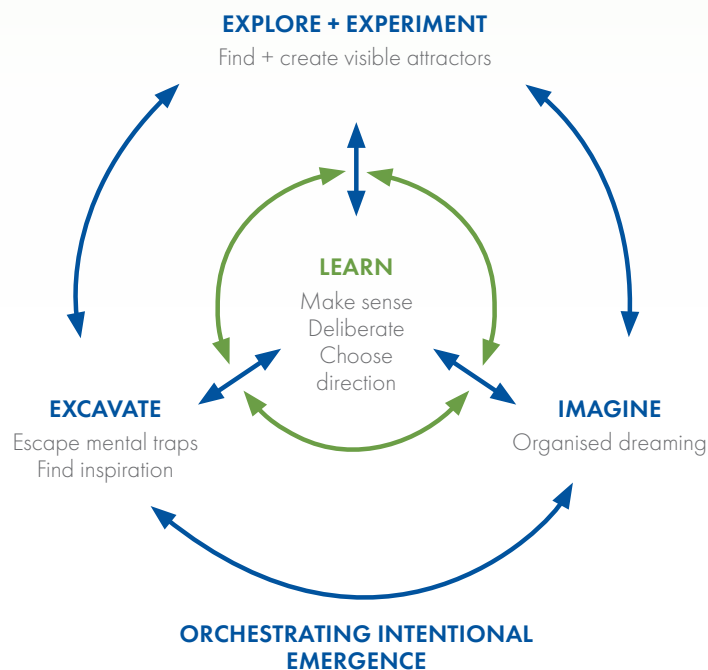 EXPLORE + EXPERIMENT
Find + create visible attractors
LEARN
Make sense
Deliberate
Choose
direction
EXCAVATE
Escape mental traps
Find inspiration
IMAGINE
Organised dreaming
ORCHESTRATING INTENTIONAL
EMERGENCE